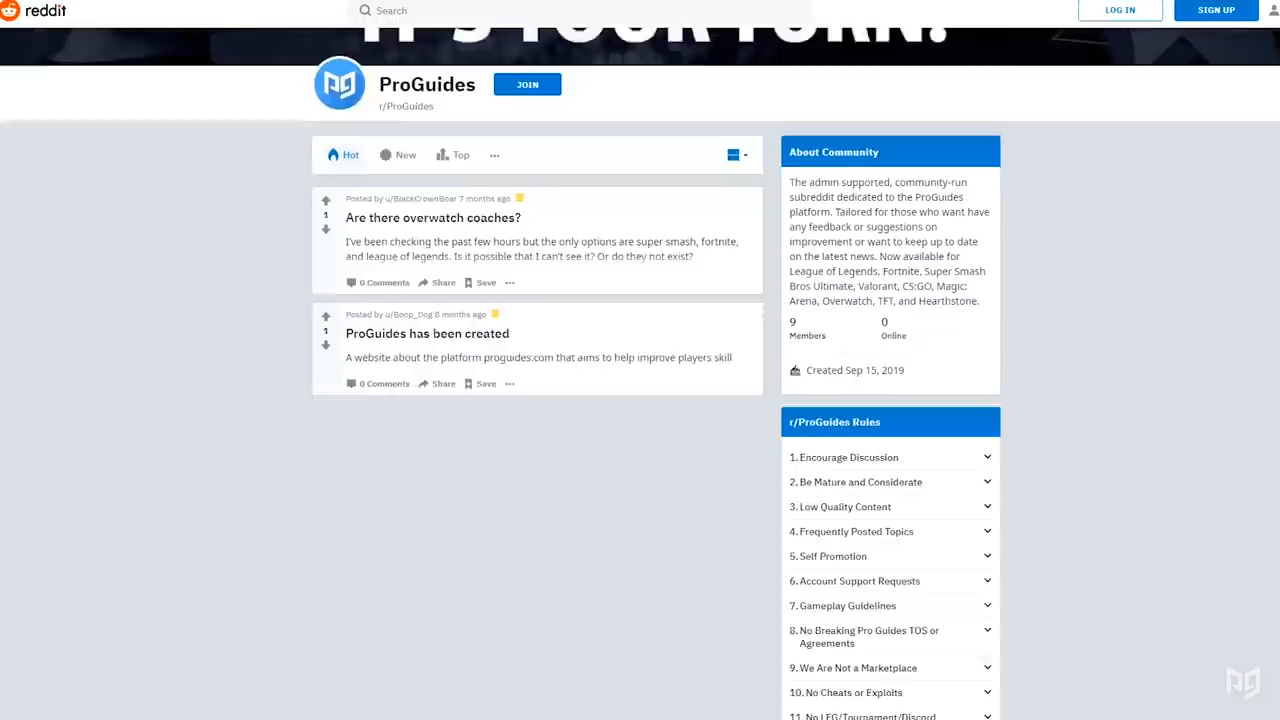 reddit
Search
LOG IN
SIGN UP
IT'S YOUR TURN.
ProGuides
JOIN
r/ProGuides
Hot
New
Top
Posted by u/BlackCrownBoar 7 months ago
1
Are there overwatch coaches?
I've been checking the past few hours but the only options are super smash, fortnite,
and league of legends. Is it possible that I can't see it? Or do they not exist?
0 Comments
Share
Save
Posted by u/Boop_Dog 8 months ago
1
ProGuides has been created
A website about the platform proguides.com that aims to help improve players skill
0 Comments
Share
Save
About Community
The admin supported, community-run
subreddit dedicated to the ProGuides
platform. Tailored for those who want have
any feedback or suggestions on
improvement or want to keep up to date
on the latest news. Now available for
League of Legends, Fortnite, Super Smash
Bros Ultimate, Valorant, CS:GO, Magic:
Arena, Overwatch, TFT, and Hearthstone.
9
0
Members
Online
Created Sep 15, 2019
r/ProGuides Rules
1. Encourage Discussion
2. Be Mature and Considerate
3. Low Quality Content
4. Frequently Posted Topics
5. Self Promotion
6. Account Support Requests
7. Gameplay Guidelines
8. No Breaking Pro Guides TOS or
Agreements
9. We Are Not a Marketplace
10. No Cheats or Exploits
11. No LFG/Tournament/Discord